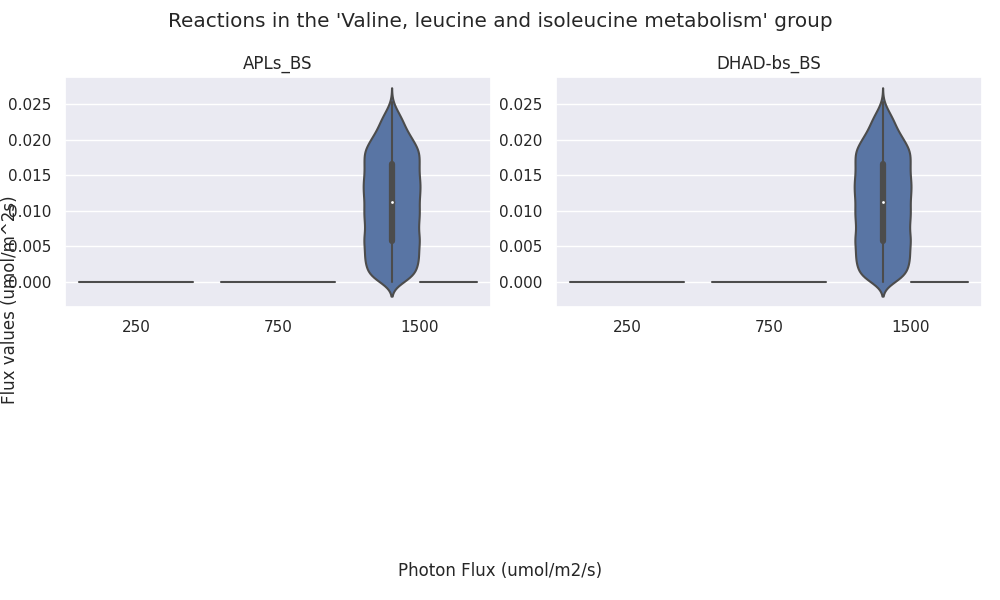 Reactions in the 'Valine, leucine and isoleucine metabolism' group
APLs_BS
DHAD-bs_BS
0.025
0.020
0.015
0.010
0.005
0.000
0.025
0.020
0.015
0.010
0.005
0.000
Flux values (umol/m^2s)
250 750 1500
250 750 1500
Photon Flux (umol/m2/s)